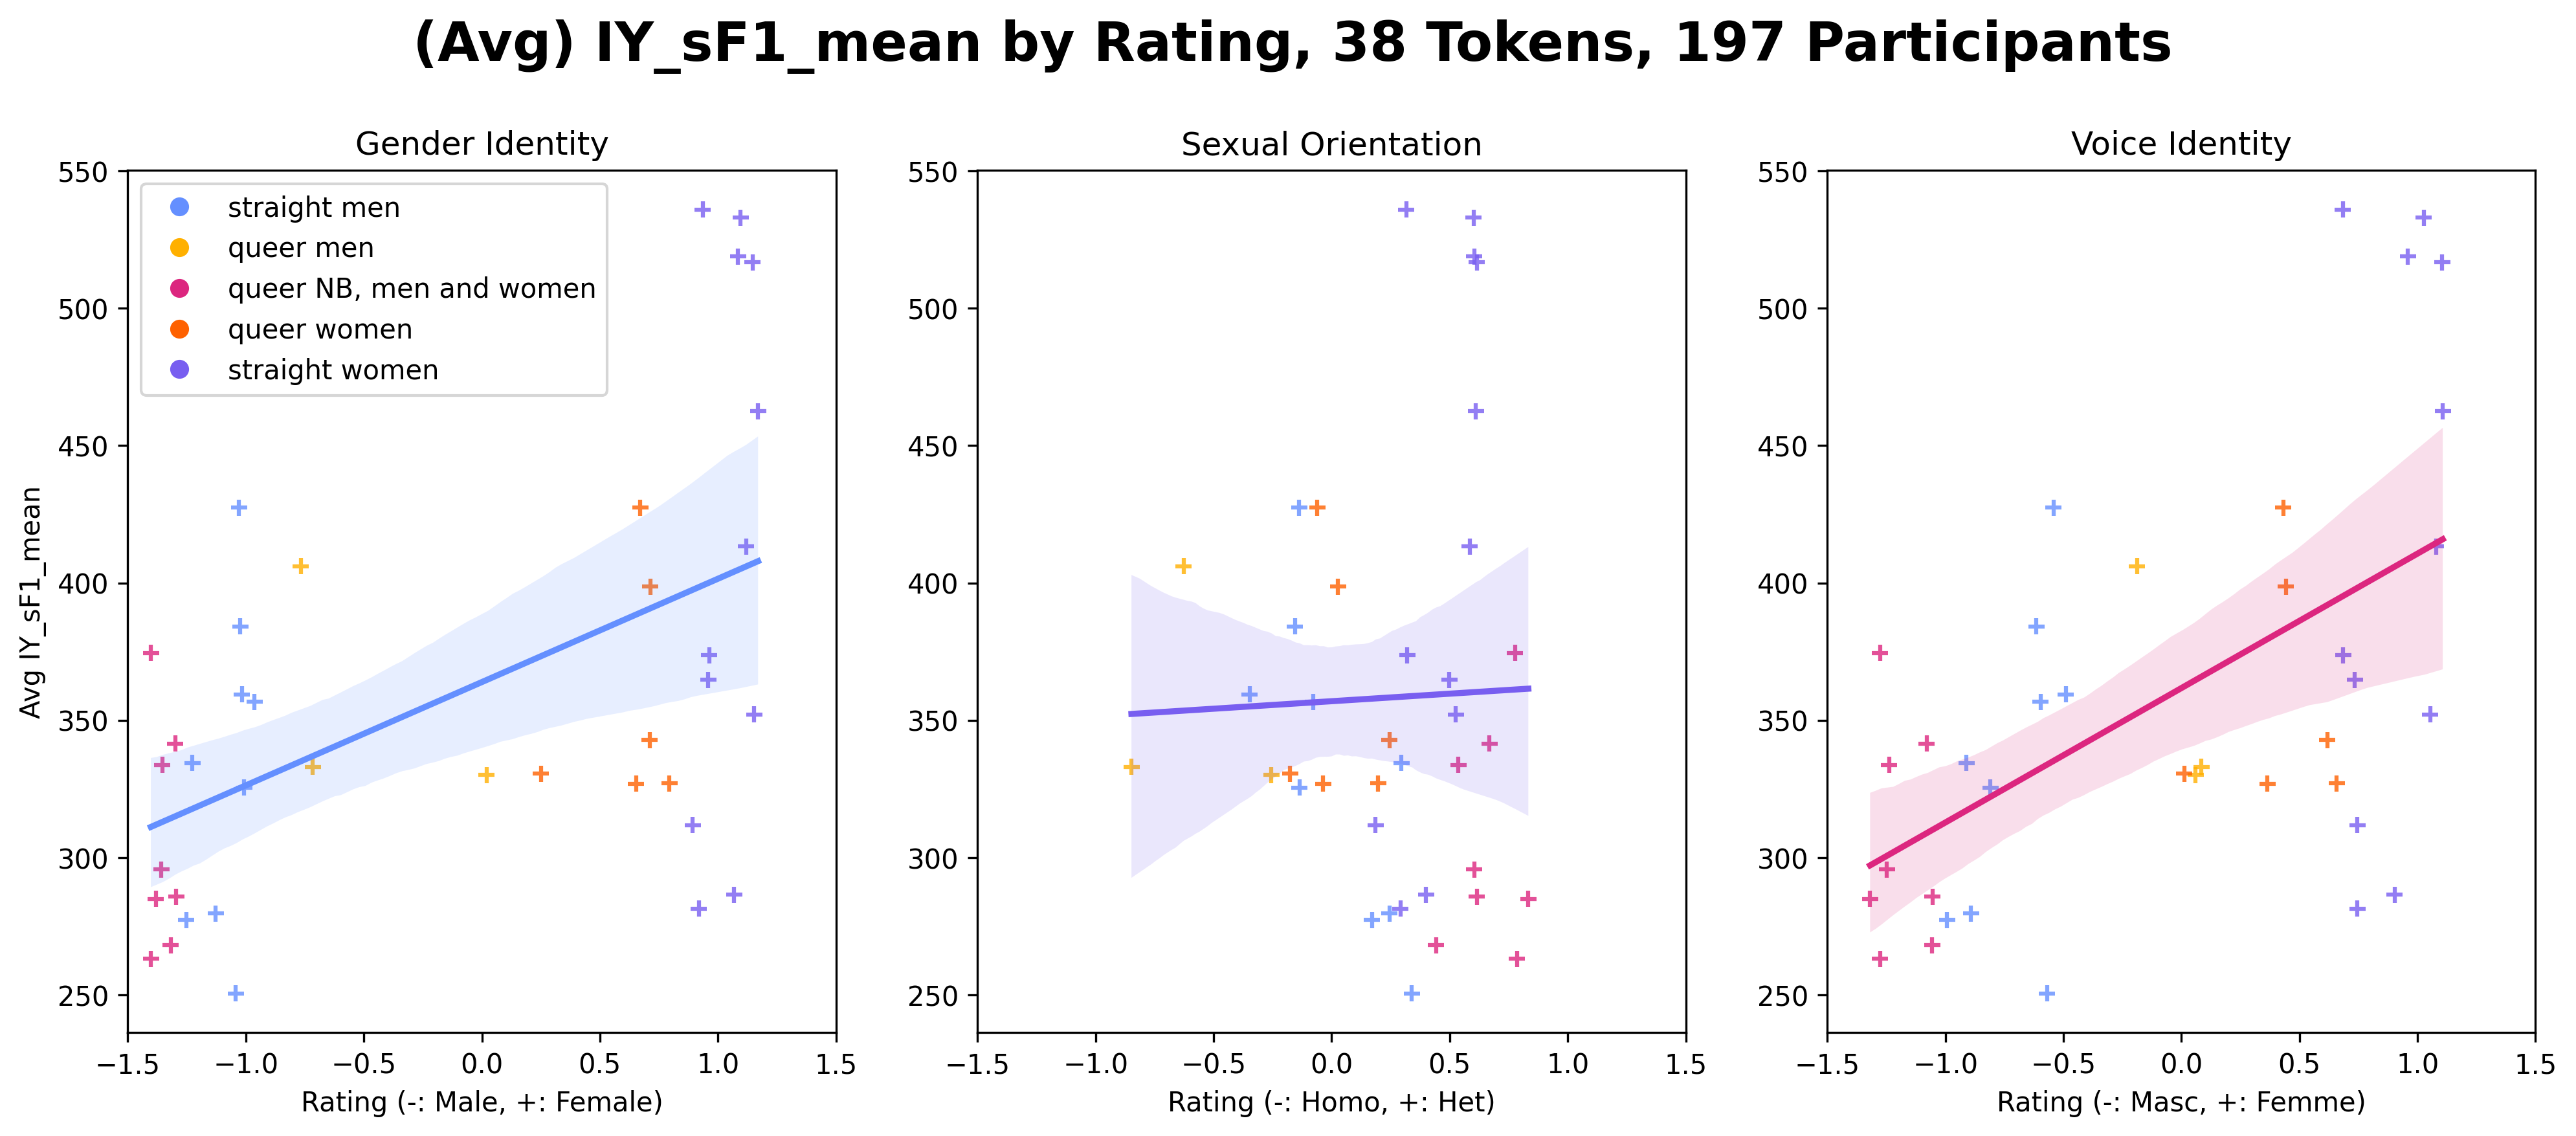 (Avg) IY_sF1_mean by Rating, 38 Tokens, 197 Participants
Gender Identity
Sexual Orientation
Voice Identity
straight men
queer men
queer NB, men and women
queer women
straight women
Avg IY_sF1_mean
550
500
450
400
350
300
250
−1.5 −1.0 −0.5 0.0 0.5 1.0 1.5
Rating (-: Male, +: Female)
550
500
450
400
350
300
250
−1.5 −1.0 −0.5 0.0 0.5 1.0 1.5
Rating (-: Homo, +: Het)
550
500
450
400
350
300
250
−1.5 −1.0 −0.5 0.0 0.5 1.0 1.5
Rating (-: Masc, +: Femme)